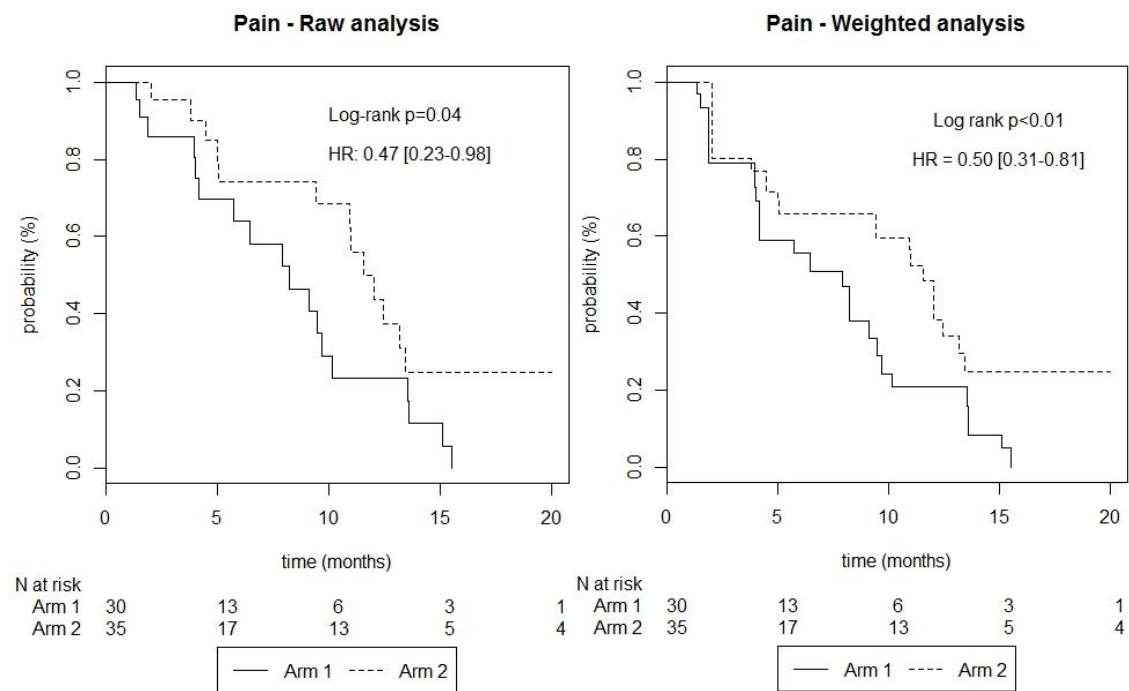 Pain - Raw analysis
Log-rank p=0.04
HR: 0.47 [0.23-0.98]
probability (%)
1.0
0.8
0.6
0.4
0.2
0.0
0 5 10 15 20
time (months)
N at risk
Arm 1 30 13 6 3 1
Arm 2 35 17 13 5 4
Arm 1 Arm 2
Pain - Weighted analysis
Log rank p<0.01
HR = 0.50 [0.31-0.81]
probability (%)
1.0
0.8
0.6
0.4
0.2
0.0
0 5 10 15 20
time (months)
N at risk
Arm 1 30 13 6 3 1
Arm 2 35 17 13 5 4
Arm 1 Arm 2